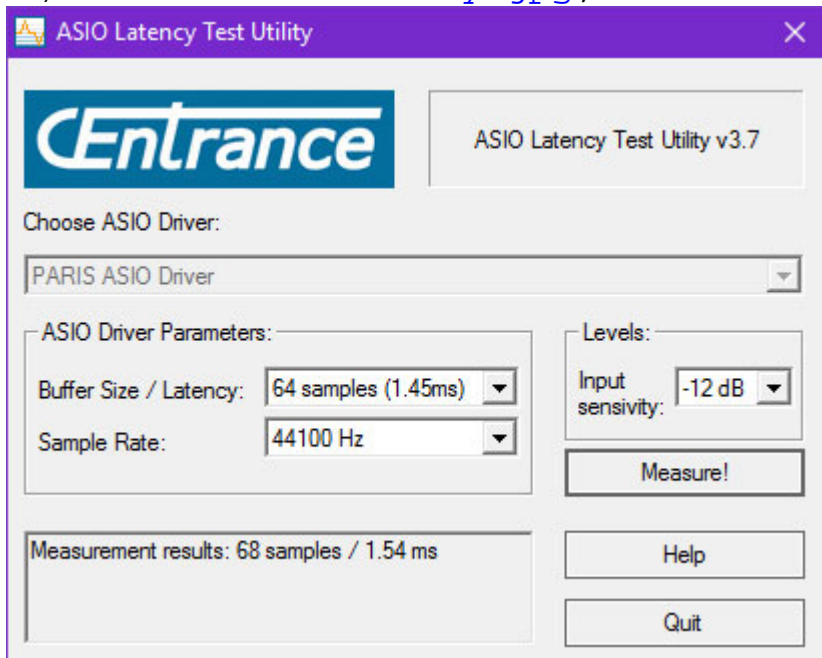 ASIO Latency Test Utility
CEntrance
ASIO Latency Test Utility v3.7
Choose ASIO Driver:
PARIS ASIO Driver
ASIO Driver Parameters:
Buffer Size / Latency: 64 samples (1.45ms)
Sample Rate: 44100 Hz
Levels:
Input
sensivity: -12 dB
Measure!
Measurement results: 68 samples / 1.54 ms
Help
Quit